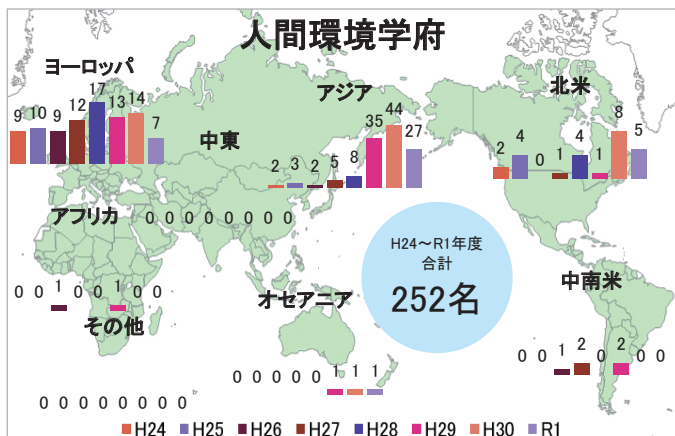 人間環境学府
ヨーロッパ
9 10 9 12 17 13 14 7
アジア
2 3 2 5 8 35 44 27
北米
2 4 0 1 4 1 8 5
中東
0 0 0 0 0 0 0 0
アフリカ
0 0 1 0 0 1 0 0
H24～R1年度
合計
252名
オセアニア
0 0 0 0 0 1 1 1
中南米
0 0 1 2 0 2 0 0
その他
0 0 0 0 0 0 0 0
H24 H25 H26 H27 H28 H29 H30 R1